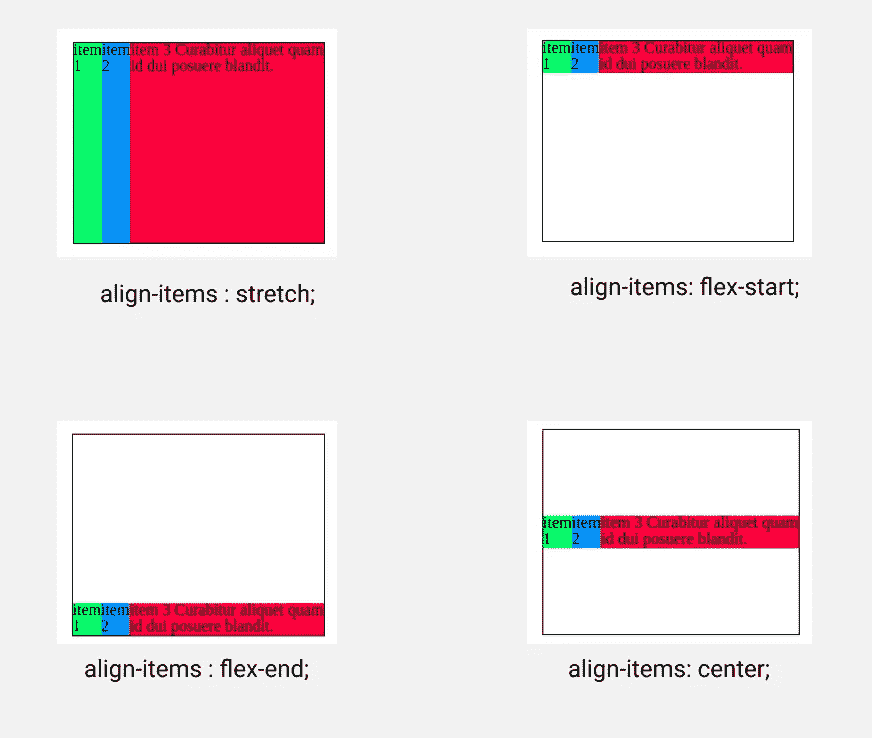 item item item 3 Curabitur aliquet quam
1 2 id dui posuere blandit.
align-items : stretch;
item item item 3 Curabitur aliquet quam
1 2 id dui posuere blandit.
align-items: flex-start;
item item item 3 Curabitur aliquet quam
1 2 id dui posuere blandit.
align-items : flex-end;
item item item 3 Curabitur aliquet quam
1 2 id dui posuere blandit.
align-items: center;